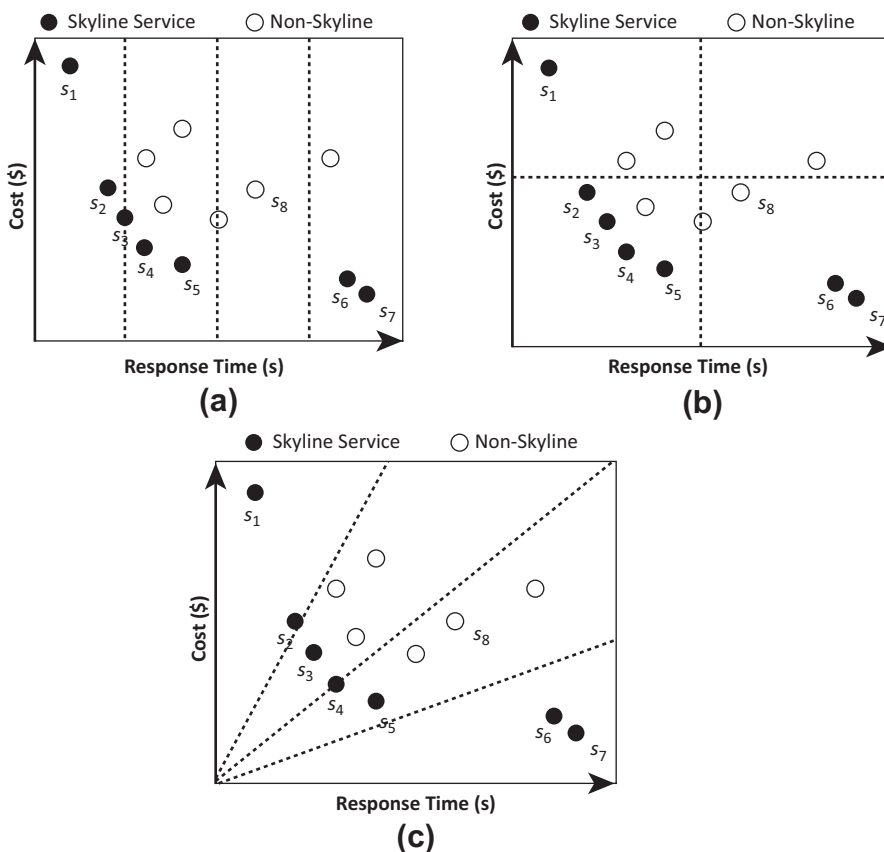 Skyline Service Non-Skyline
Cost ($)
s1
s2
s3
s4
s5
s8
s6
s7
Response Time (s)
(a)
Skyline Service Non-Skyline
Cost ($)
s1
s2
s3
s4
s5
s8
s6
s7
Response Time (s)
(b)
Skyline Service Non-Skyline
Cost ($)
s1
s2
s3
s4
s5
s8
s6
s7
Response Time (s)
(c)